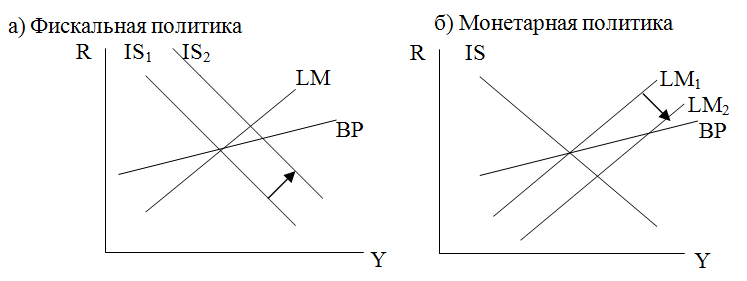 а) Фискальная политика
R IS₁ IS₂
LM
BP
Y
б) Монетарная политика
R IS
LM₁
LM₂
BP
Y